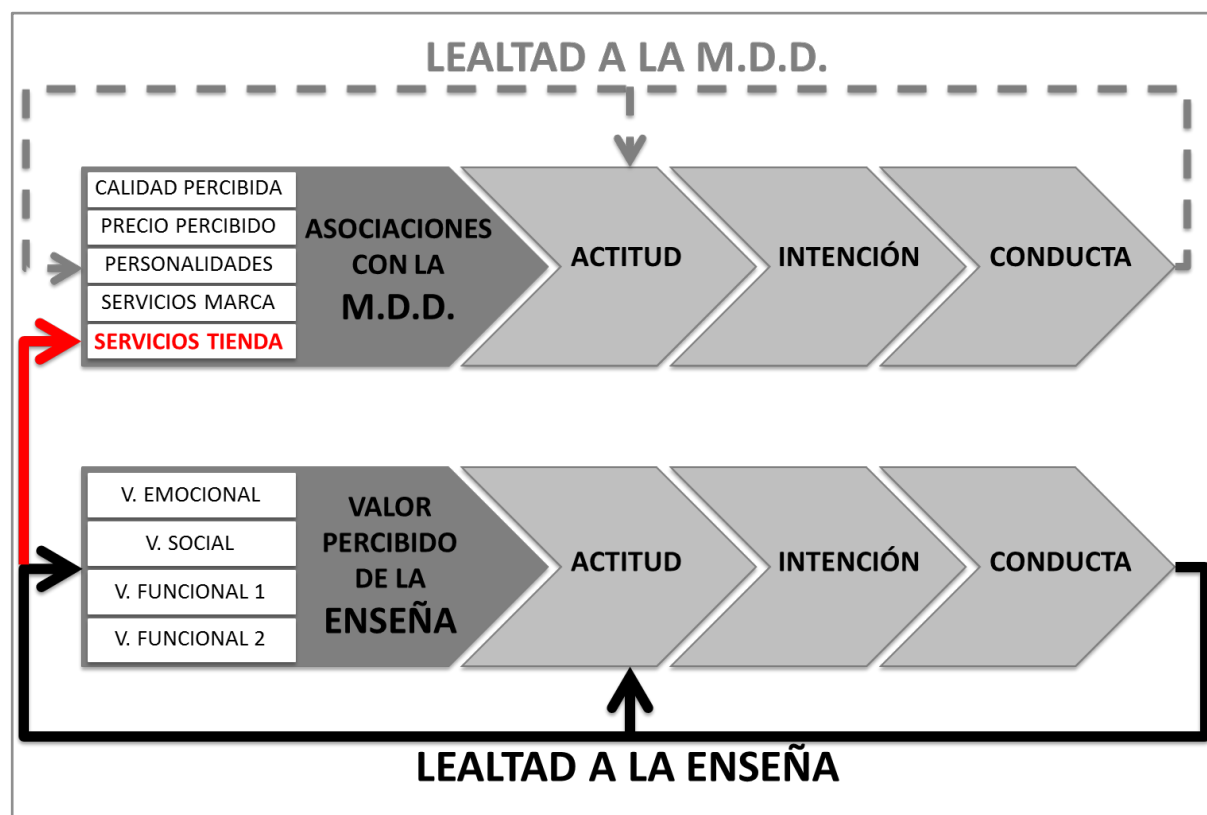 LEALTAD A LA M.D.D.
CALIDAD PERCIBIDA
PRECIO PERCIBIDO
PERSONALIDADES
SERVICIOS MARCA
SERVICIOS TIENDA
ASOCIACIONES
CON LA
M.D.D.
ACTITUD
INTENCIÓN
CONDUCTA
V. EMOCIONAL
V. SOCIAL
V. FUNCIONAL 1
V. FUNCIONAL 2
VALOR
PERCIBIDO
DE LA
ENSEÑA
ACTITUD
INTENCIÓN
CONDUCTA
LEALTAD A LA ENSEÑA